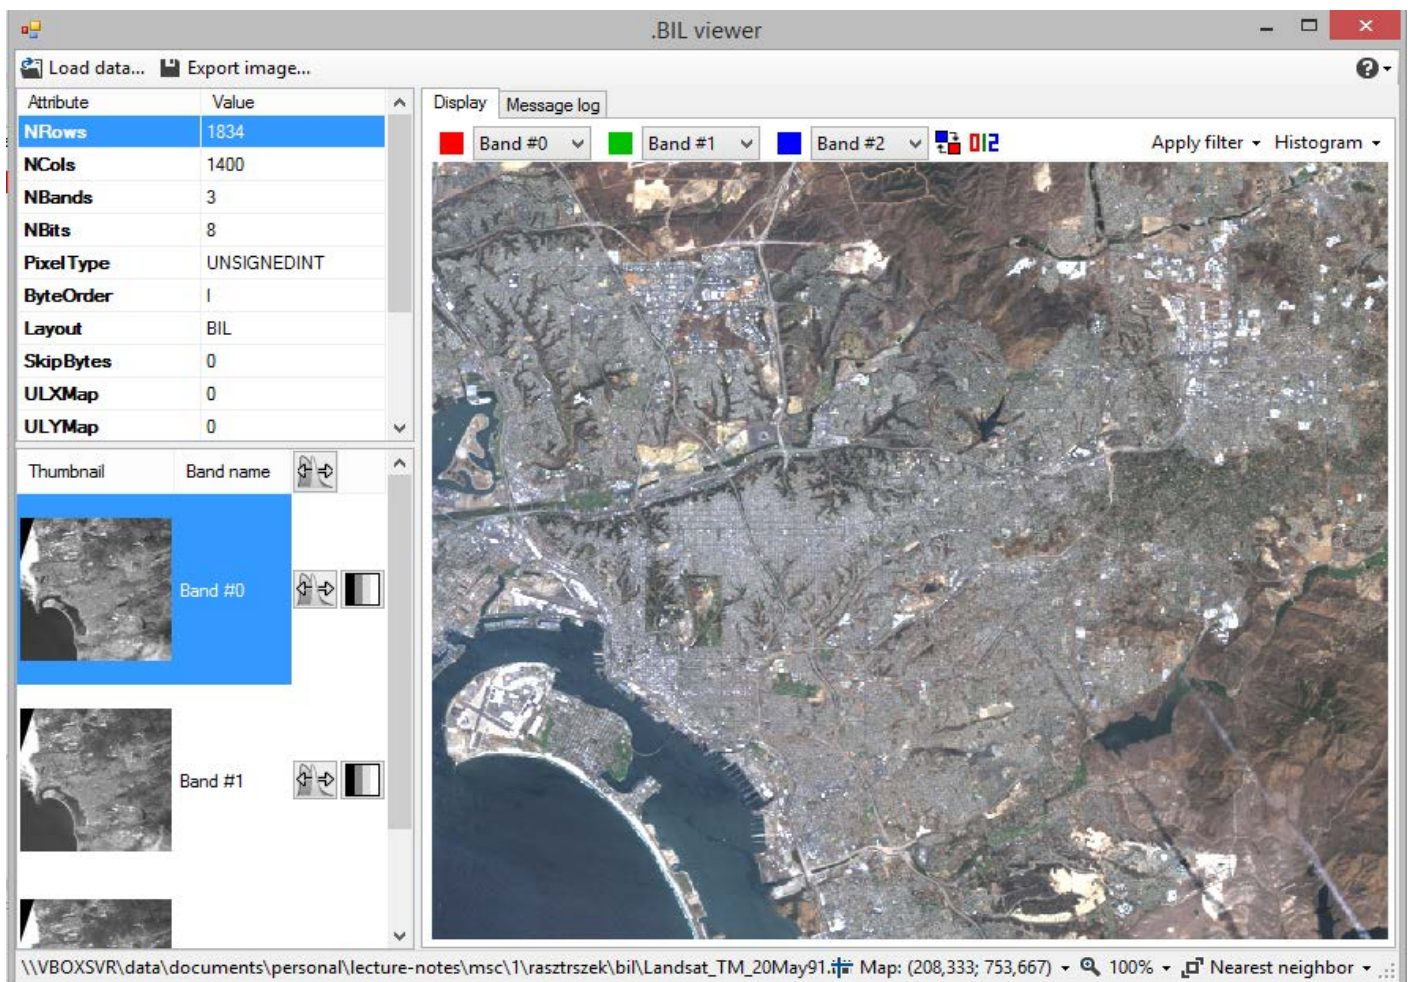 .BIL viewer
Load data... Export image...
Attribute Value
NRows 1834
NCols 1400
NBands 3
NBits 8
PixelType UNSIGNEDINT
ByteOrder I
Layout BIL
SkipBytes 0
ULXMap 0
ULYMap 0
Thumbnail Band name
Band #0
Band #1
Display Message log
Band #0 Band #1 Band #2 012 Apply filter Histogram
\\VBOXSVR\data\documents\personal\lecture-notes\msc\1\rasztrszek\bil\Landsat_TM_20May91. Map: (208,333; 753,667) 100% Nearest neighbor